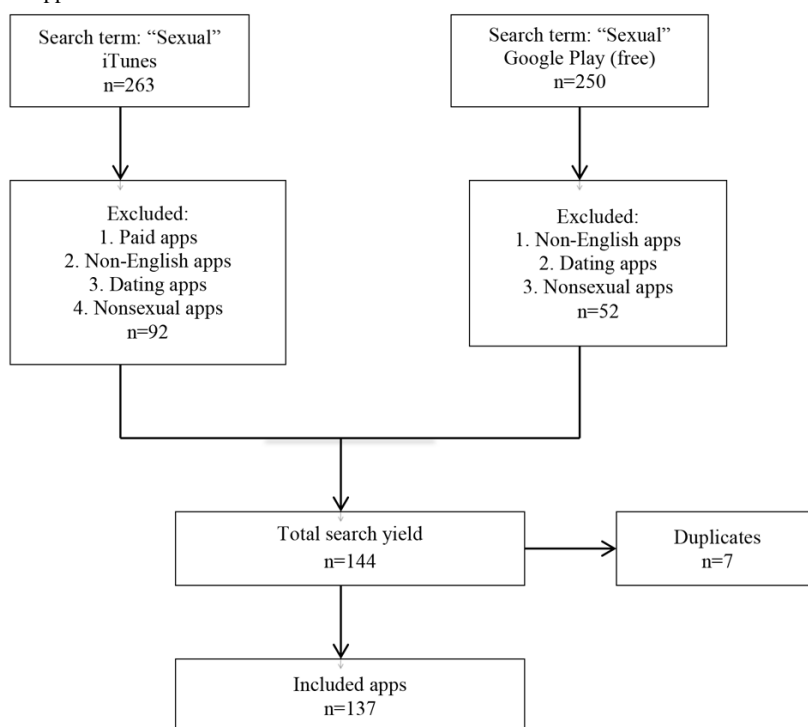 Search term: “Sexual”
iTunes
n=263
Search term: “Sexual”
Google Play (free)
n=250
Excluded:
1. Paid apps
2. Non-English apps
3. Dating apps
4. Nonsexual apps
n=92
Excluded:
1. Non-English apps
2. Dating apps
3. Nonsexual apps
n=52
Total search yield
n=144
Duplicates
n=7
Included apps
n=137